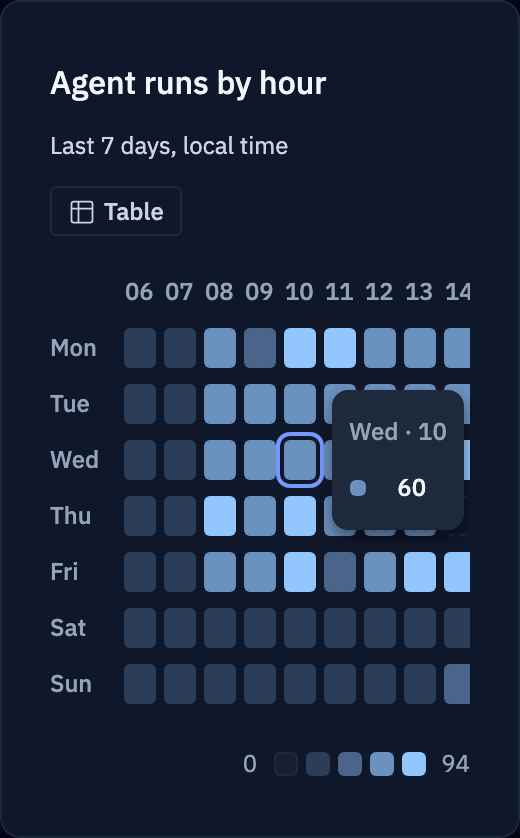 Agent runs by hour
Last 7 days, local time
Table
06 07 08 09 10 11 12 13 14
Mon
Tue
Wed · 10
Wed
60
Thu
Fri
Sat
Sun
0 94